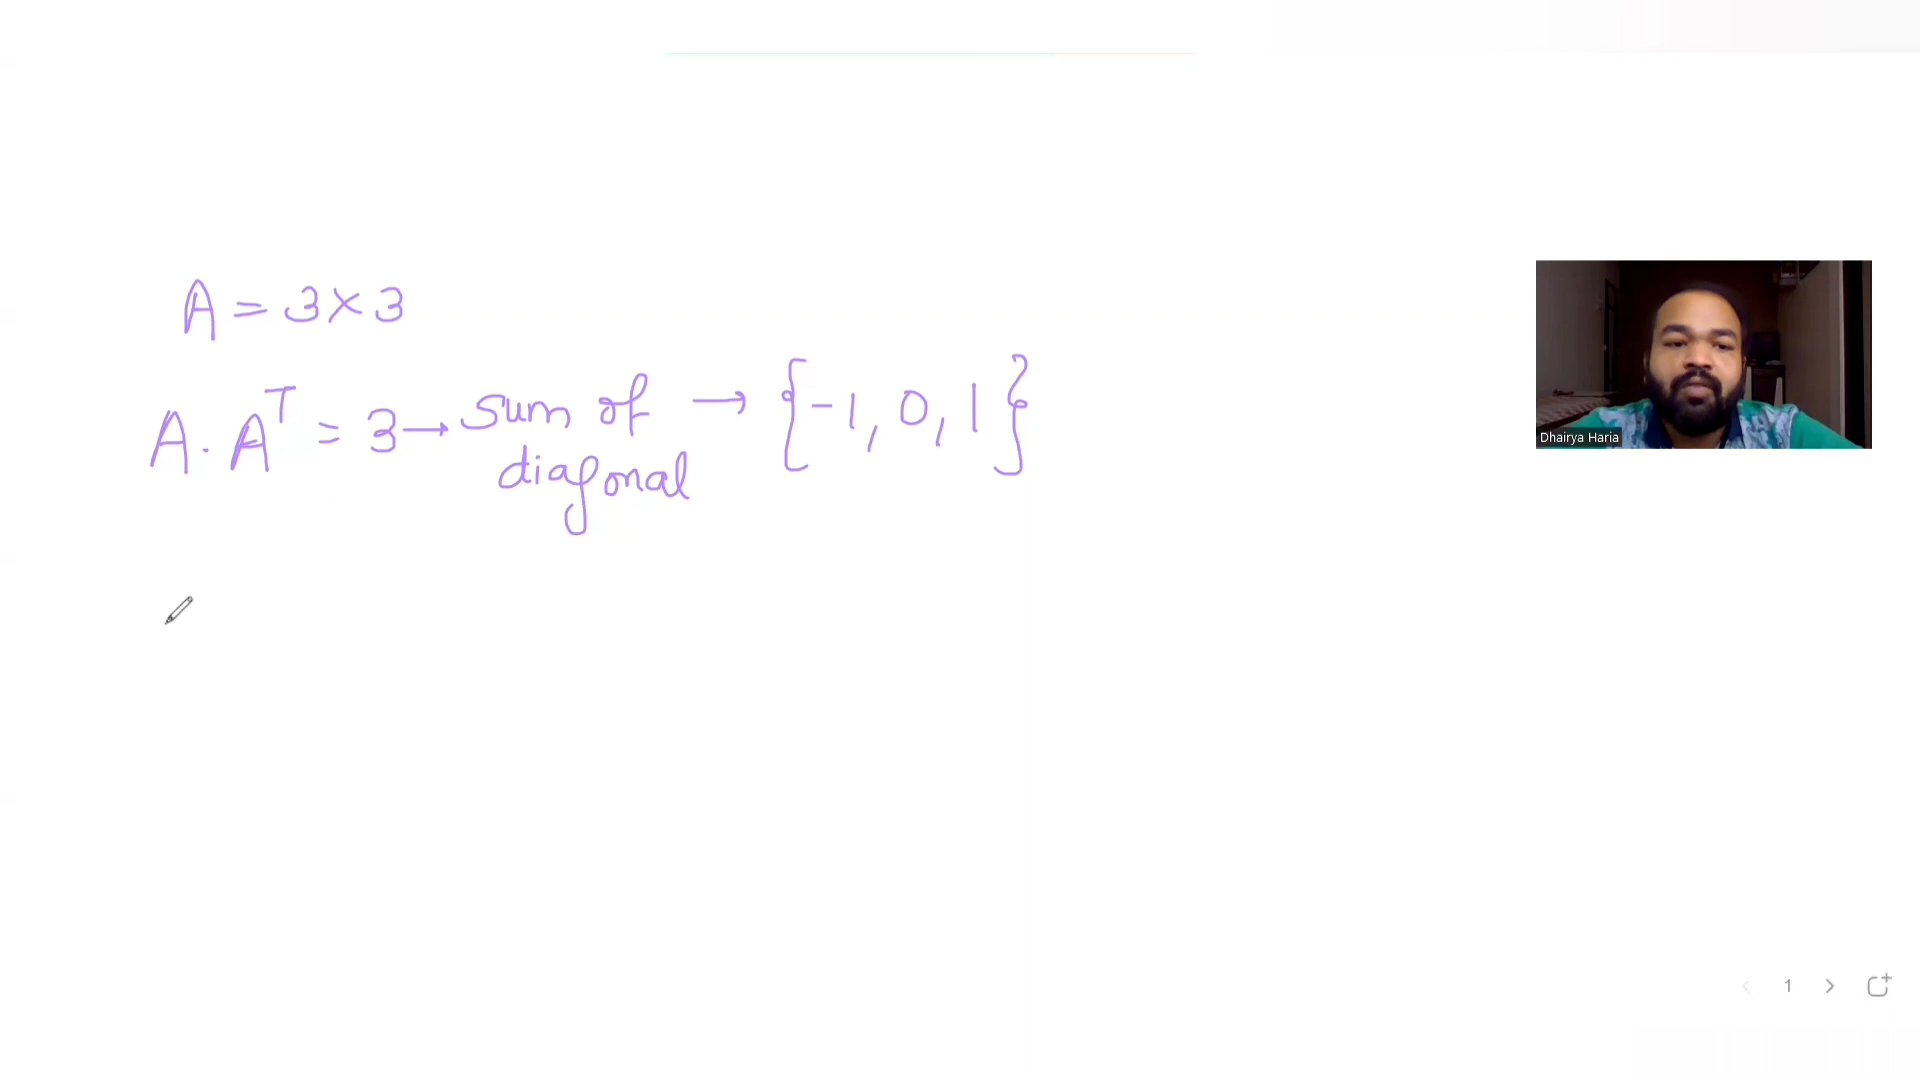 A = 3 × 3
A . A^T = 3 → sum of diagonal → {-1, 0, 1}
Dhairya Haria
1